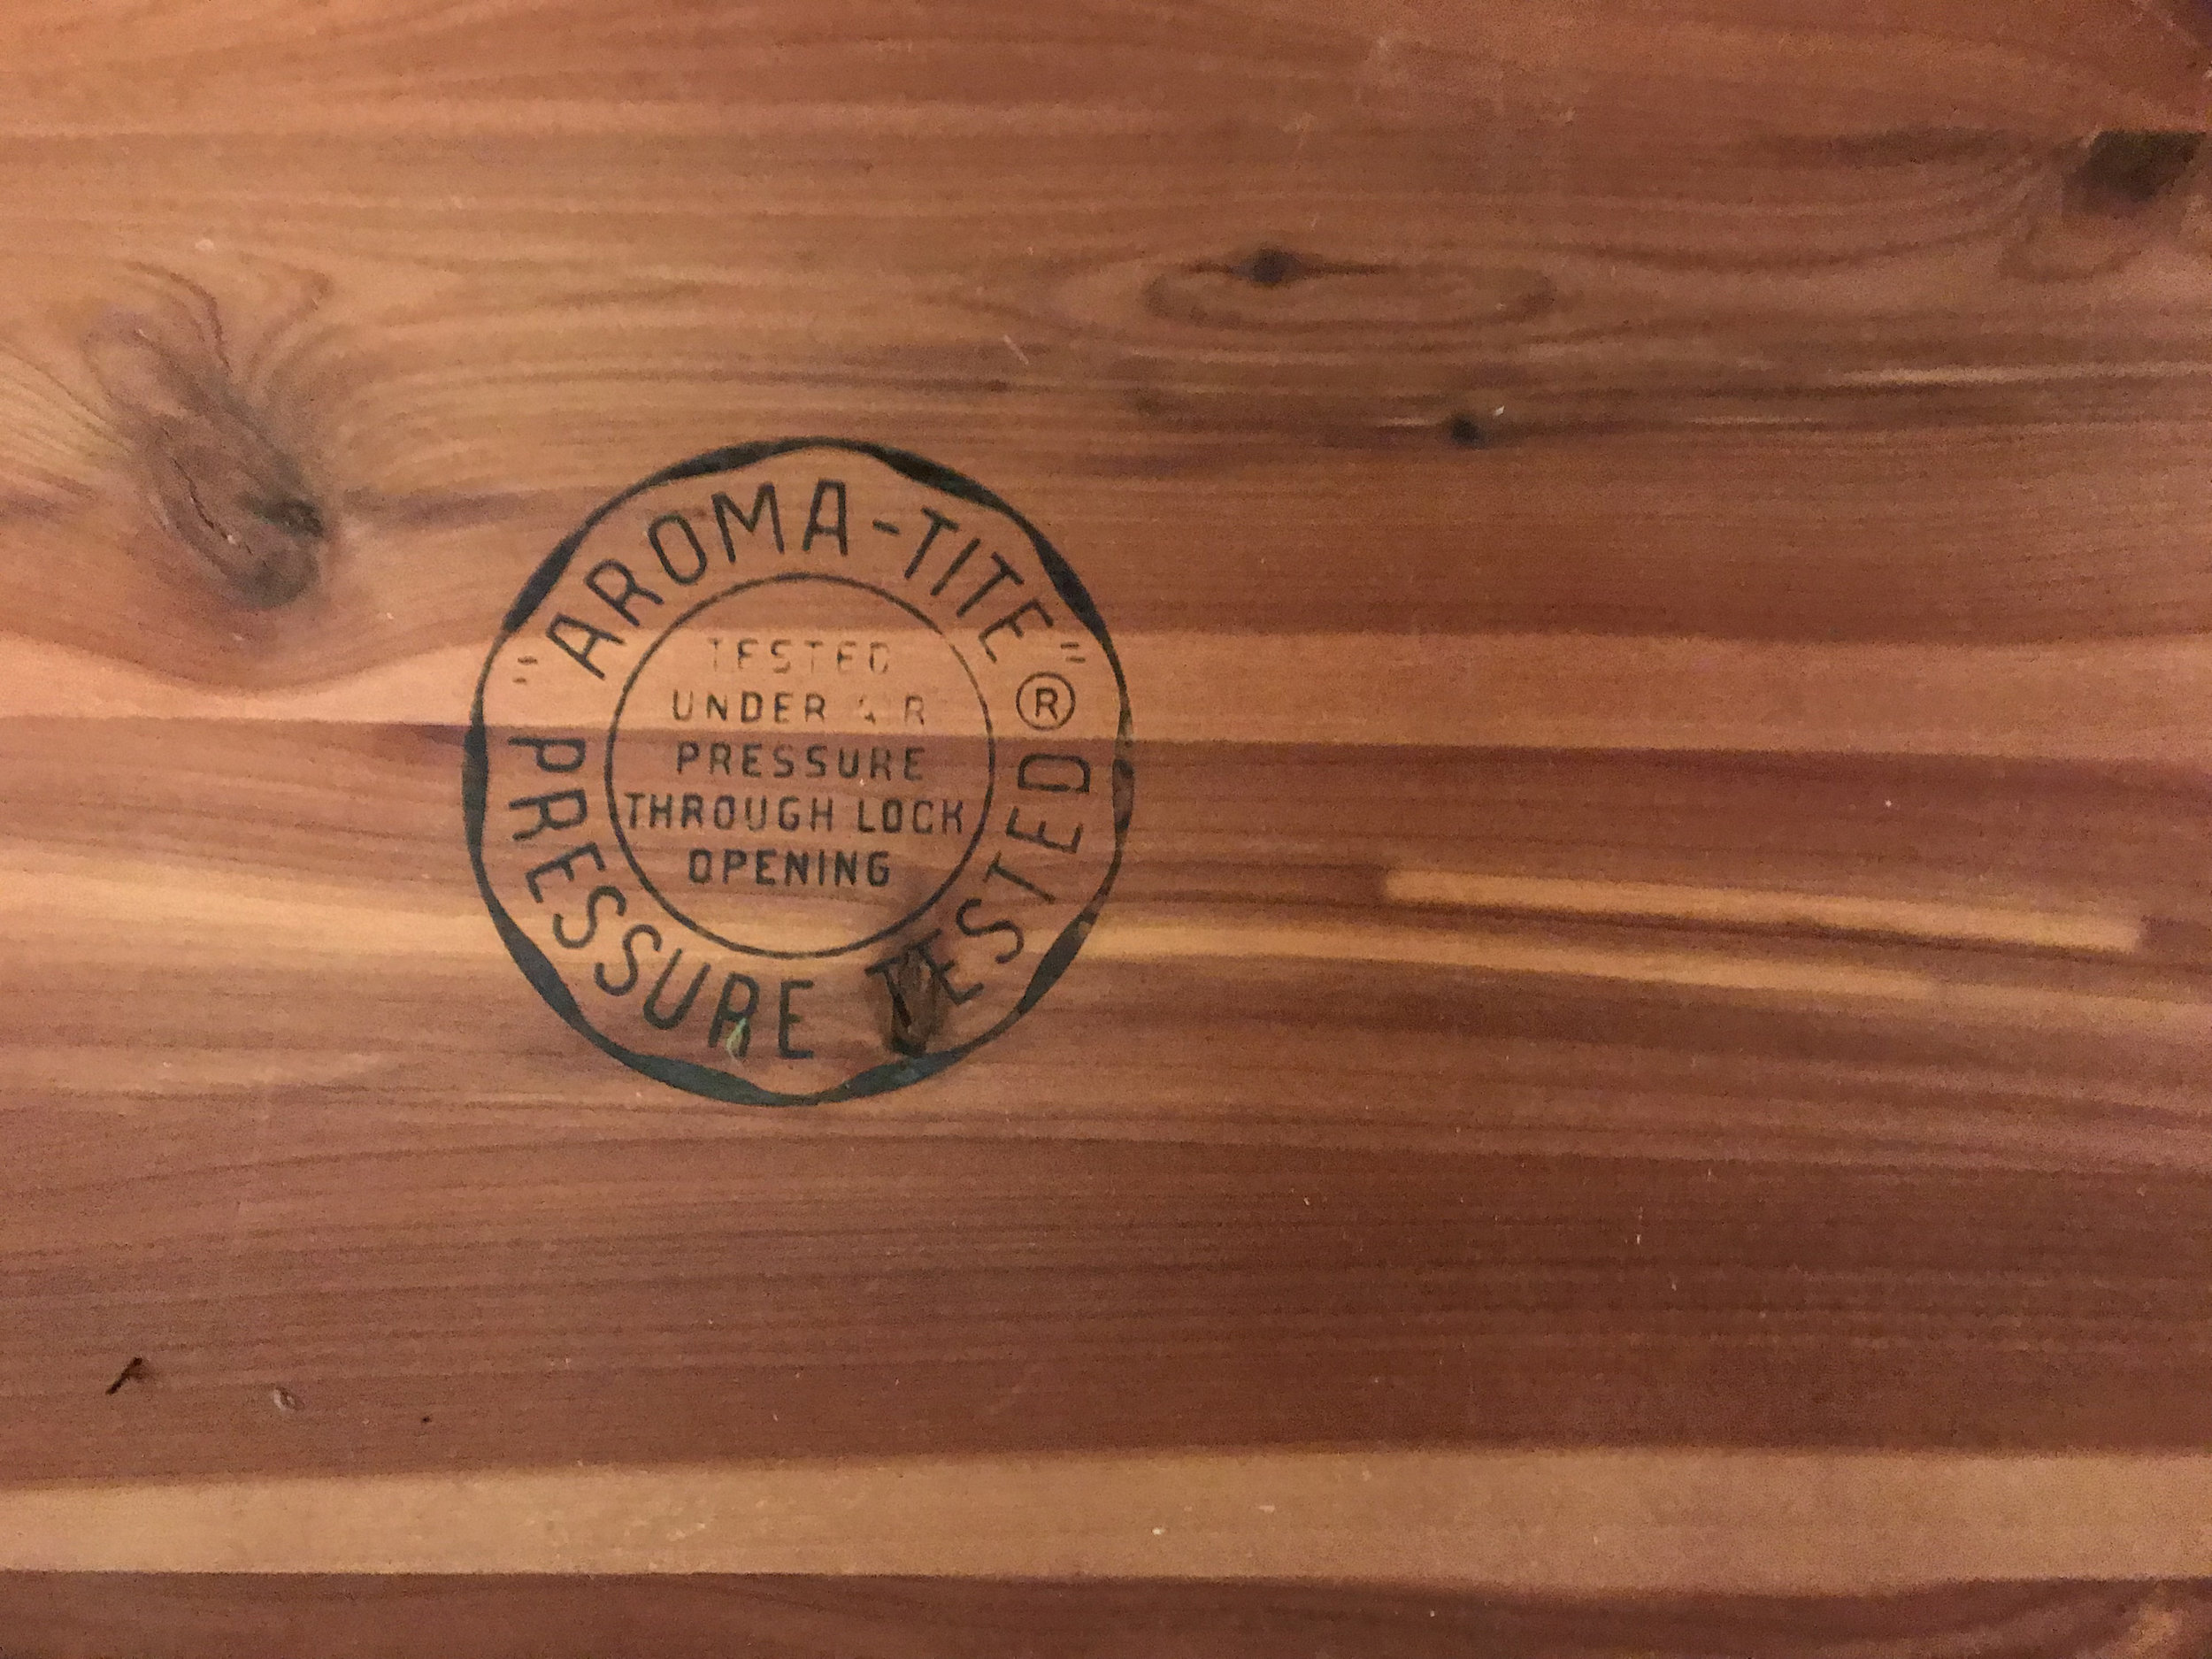 "AROMA-TITE" ®
TESTED
UNDER AIR
PRESSURE
THROUGH LOCK
OPENING
PRESSURE TESTED